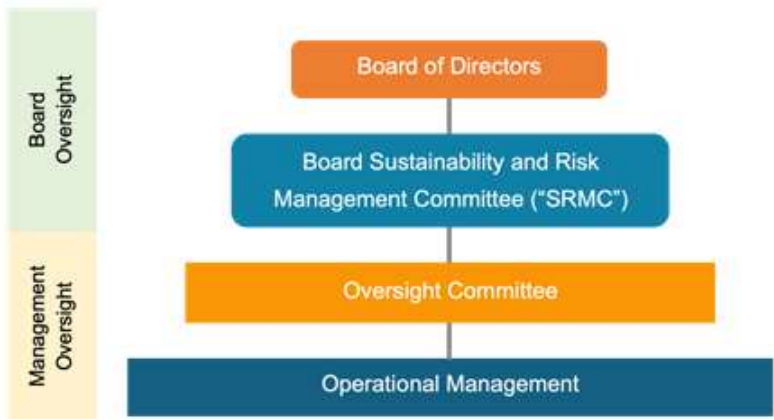 Board
Oversight
Board of Directors
Board Sustainability and Risk
Management Committee (“SRMC”)
Management
Oversight
Oversight Committee
Operational Management